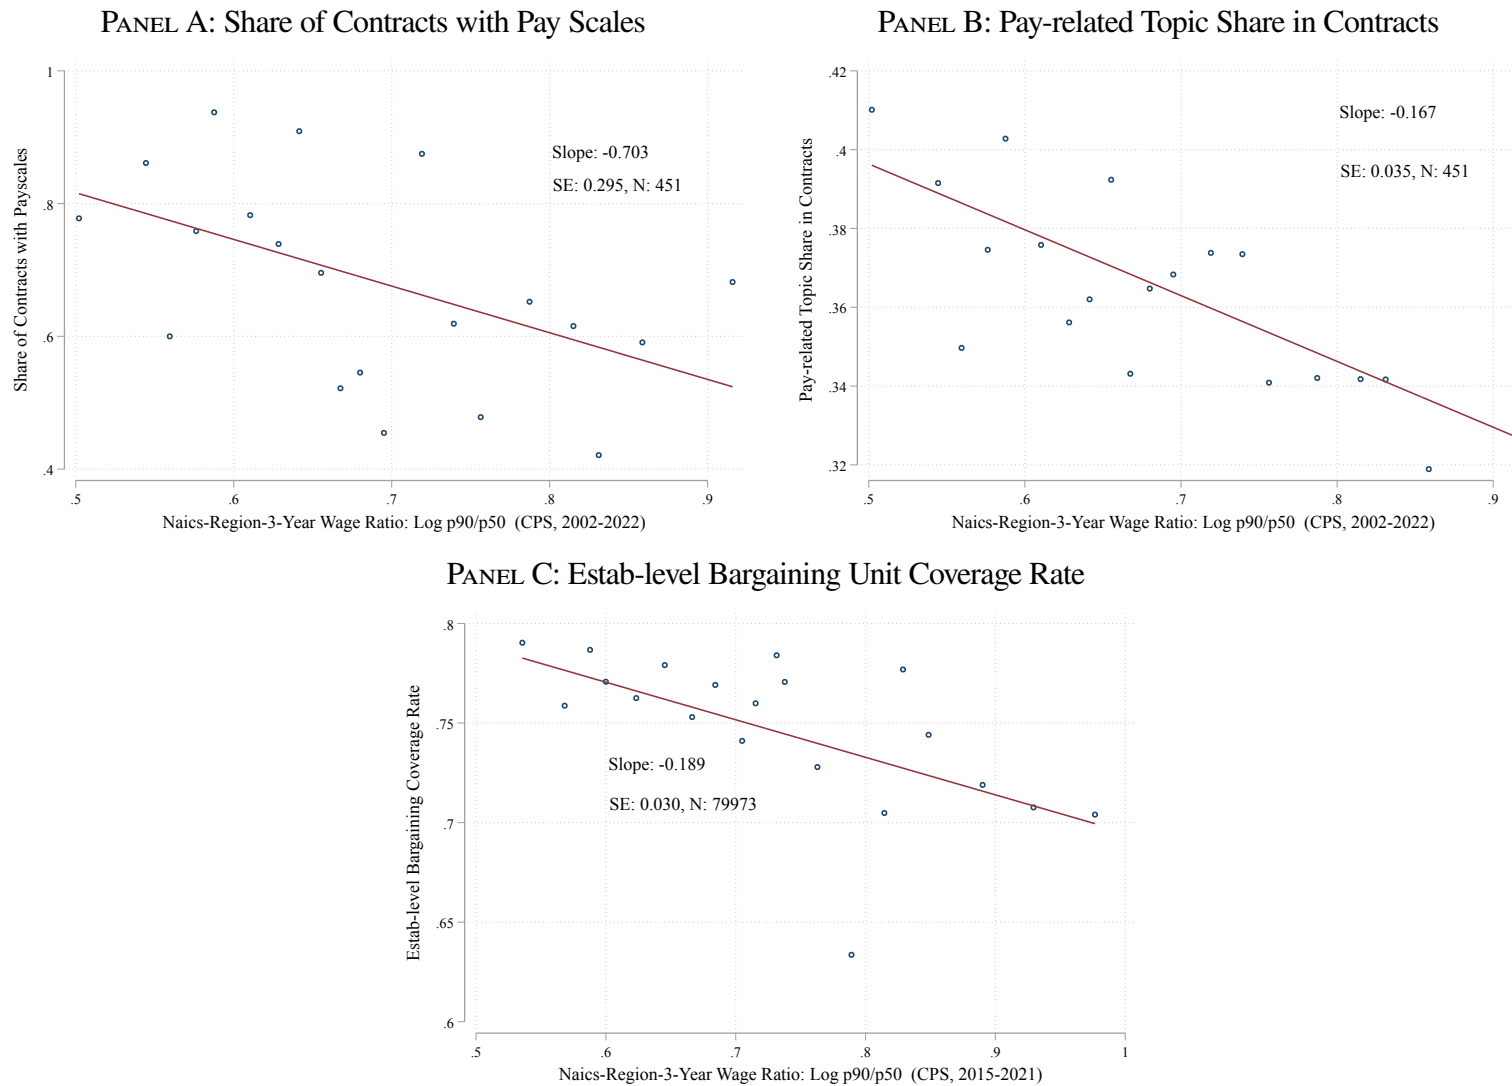 PANEL A: Share of Contracts with Pay Scales
1
.8
.6
.4
Share of Contracts with Payscales
Slope: -0.703
SE: 0.295, N: 451
.5 .6 .7 .8 .9
Naics-Region-3-Year Wage Ratio: Log p90/p50 (CPS, 2002-2022)
PANEL B: Pay-related Topic Share in Contracts
.42
.4
.38
.36
.34
.32
Pay-related Topic Share in Contracts
Slope: -0.167
SE: 0.035, N: 451
.5 .6 .7 .8 .9
Naics-Region-3-Year Wage Ratio: Log p90/p50 (CPS, 2002-2022)
PANEL C: Estab-level Bargaining Unit Coverage Rate
.8
.75
.7
.65
.6
Estab-level Bargaining Coverage Rate
Slope: -0.189
SE: 0.030, N: 79973
.5 .6 .7 .8 .9 1
Naics-Region-3-Year Wage Ratio: Log p90/p50 (CPS, 2015-2021)